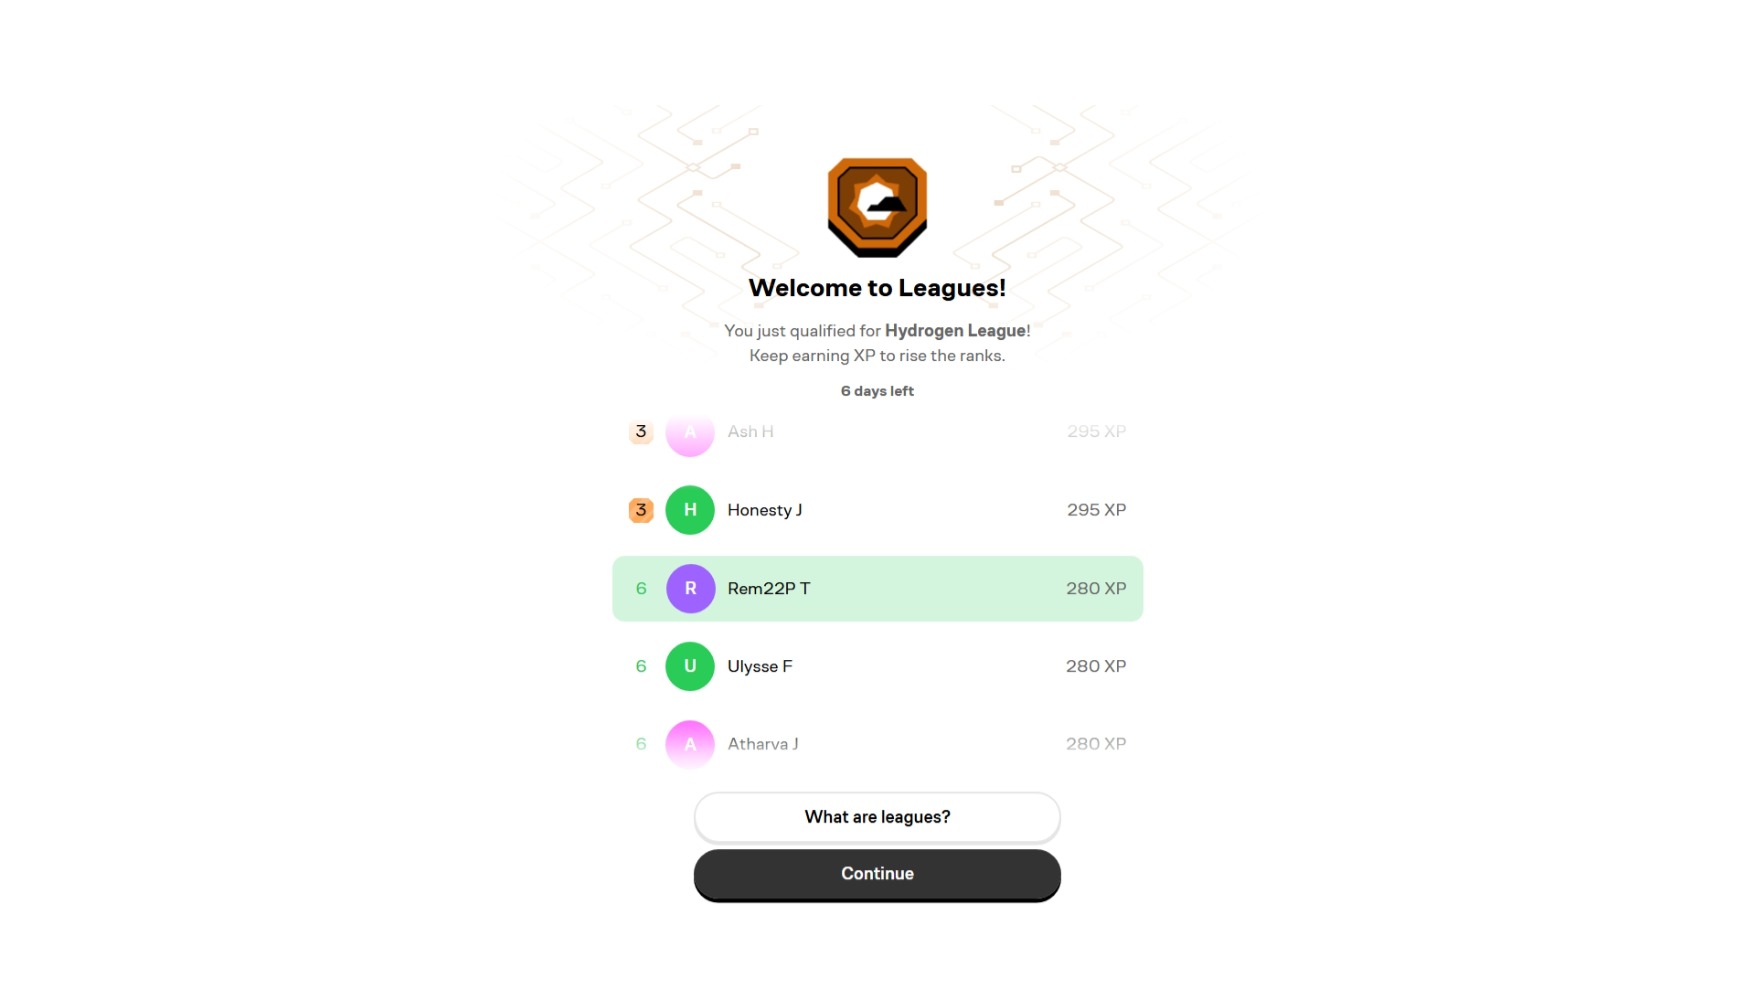 Welcome to Leagues!
You just qualified for Hydrogen League!
Keep earning XP to rise the ranks.
6 days left
3 A Ash H 295 XP
3 H Honesty J 295 XP
6 R Rem22P T 280 XP
6 U Ulysse F 280 XP
6 A Atharva J 280 XP
What are leagues?
Continue